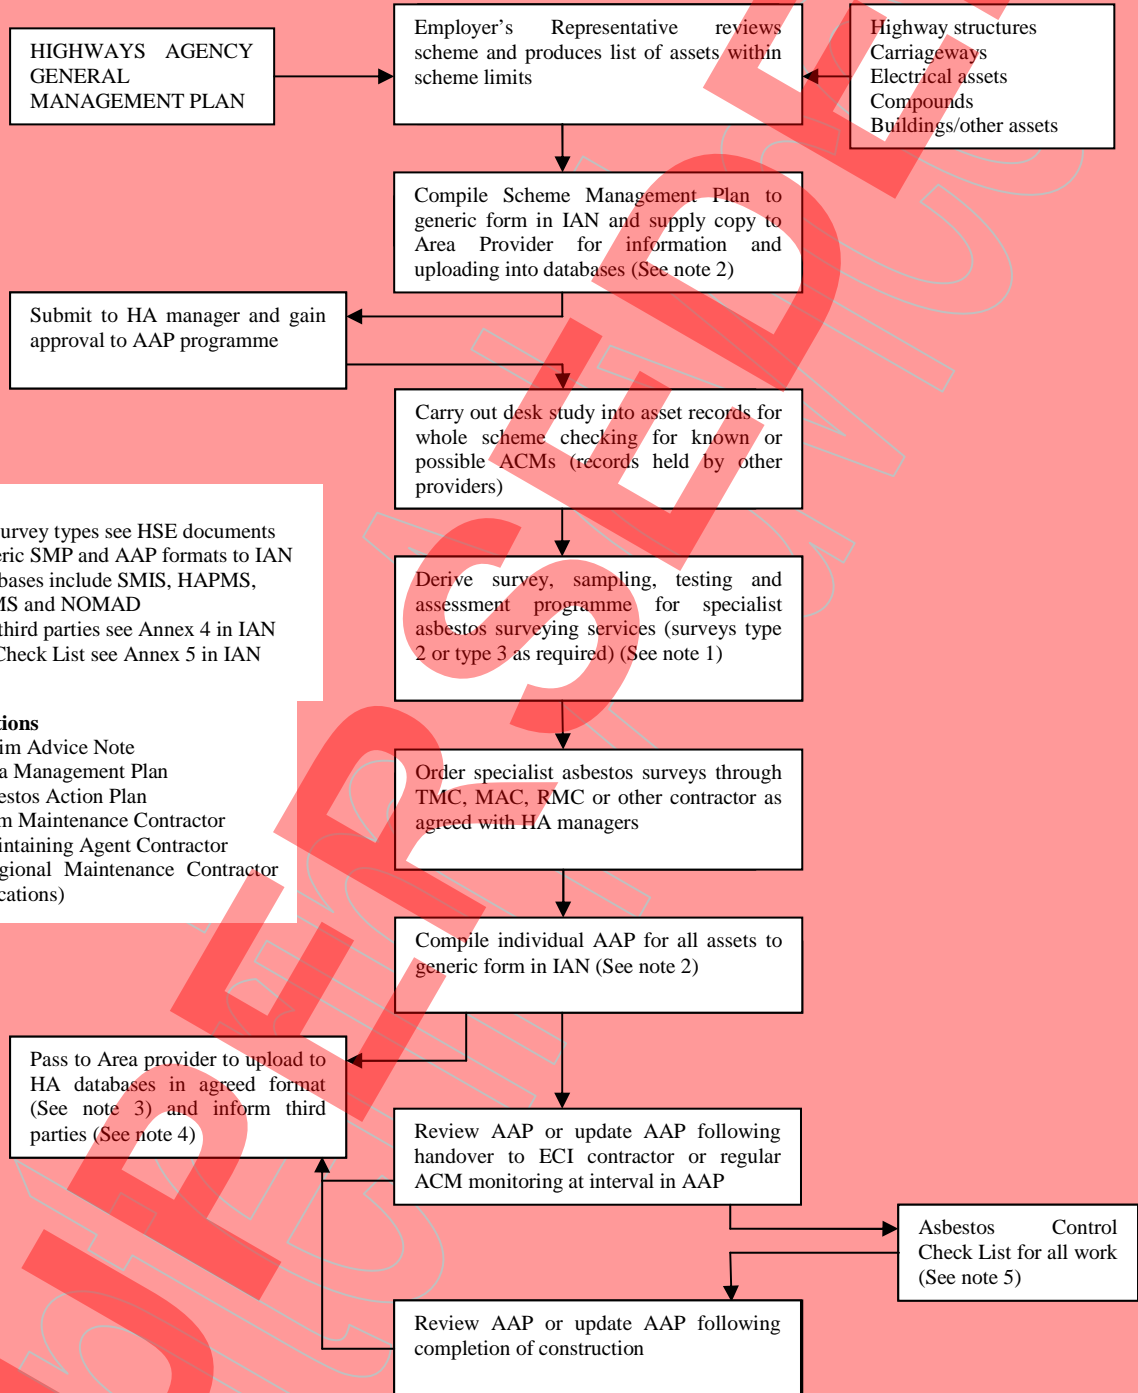 HIGHWAYS AGENCY
GENERAL
MANAGEMENT PLAN
Employer's Representative reviews
scheme and produces list of assets within
scheme limits
Highway structures
Carriageways
Electrical assets
Compounds
Buildings/other assets
Compile Scheme Management Plan to
generic form in IAN and supply copy to
Area Provider for information and
uploading into databases (See note 2)
Submit to HA manager and gain
approval to AAP programme
Carry out desk study into asset records for
whole scheme checking for known or
possible ACMs (records held by other
providers)
urvey types see HSE documents
eric SMP and AAP formats to IAN
bases include SMIS, HAPMS,
MS and NOMAD
third parties see Annex 4 in IAN
Check List see Annex 5 in IAN
Derive survey, sampling, testing and
assessment programme for specialist
asbestos surveying services (surveys type
2 or type 3 as required) (See note 1)
tions
im Advice Note
a Management Plan
estos Action Plan
m Maintenance Contractor
intaining Agent Contractor
gional Maintenance Contractor
cations)
Order specialist asbestos surveys through
TMC, MAC, RMC or other contractor as
agreed with HA managers
Compile individual AAP for all assets to
generic form in IAN (See note 2)
Pass to Area provider to upload to
HA databases in agreed format
(See note 3) and inform third
parties (See note 4)
Review AAP or update AAP following
handover to ECI contractor or regular
ACM monitoring at interval in AAP
Asbestos Control
Check List for all work
(See note 5)
Review AAP or update AAP following
completion of construction
SUPERSEDED